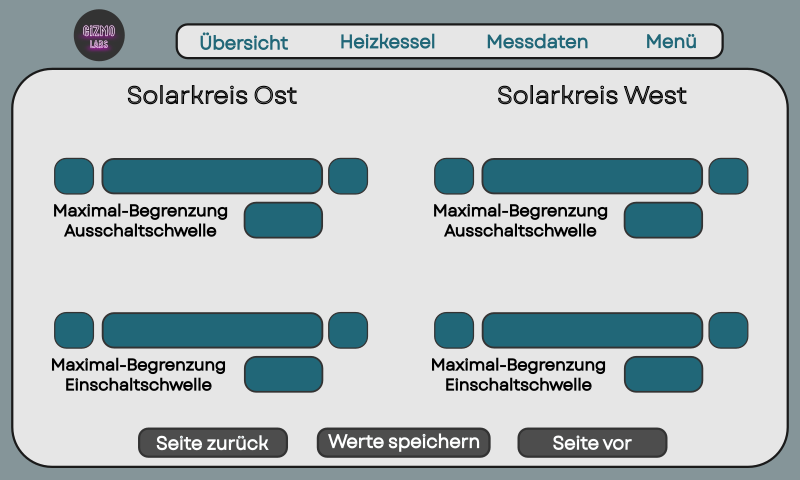 GIZMO
LABS
Übersicht Heizkessel Messdaten Menü
Solarkreis Ost
Solarkreis West
Maximal-Begrenzung
Ausschaltschwelle
Maximal-Begrenzung
Ausschaltschwelle
Maximal-Begrenzung
Einschaltschwelle
Maximal-Begrenzung
Einschaltschwelle
Seite zurück
Werte speichern
Seite vor